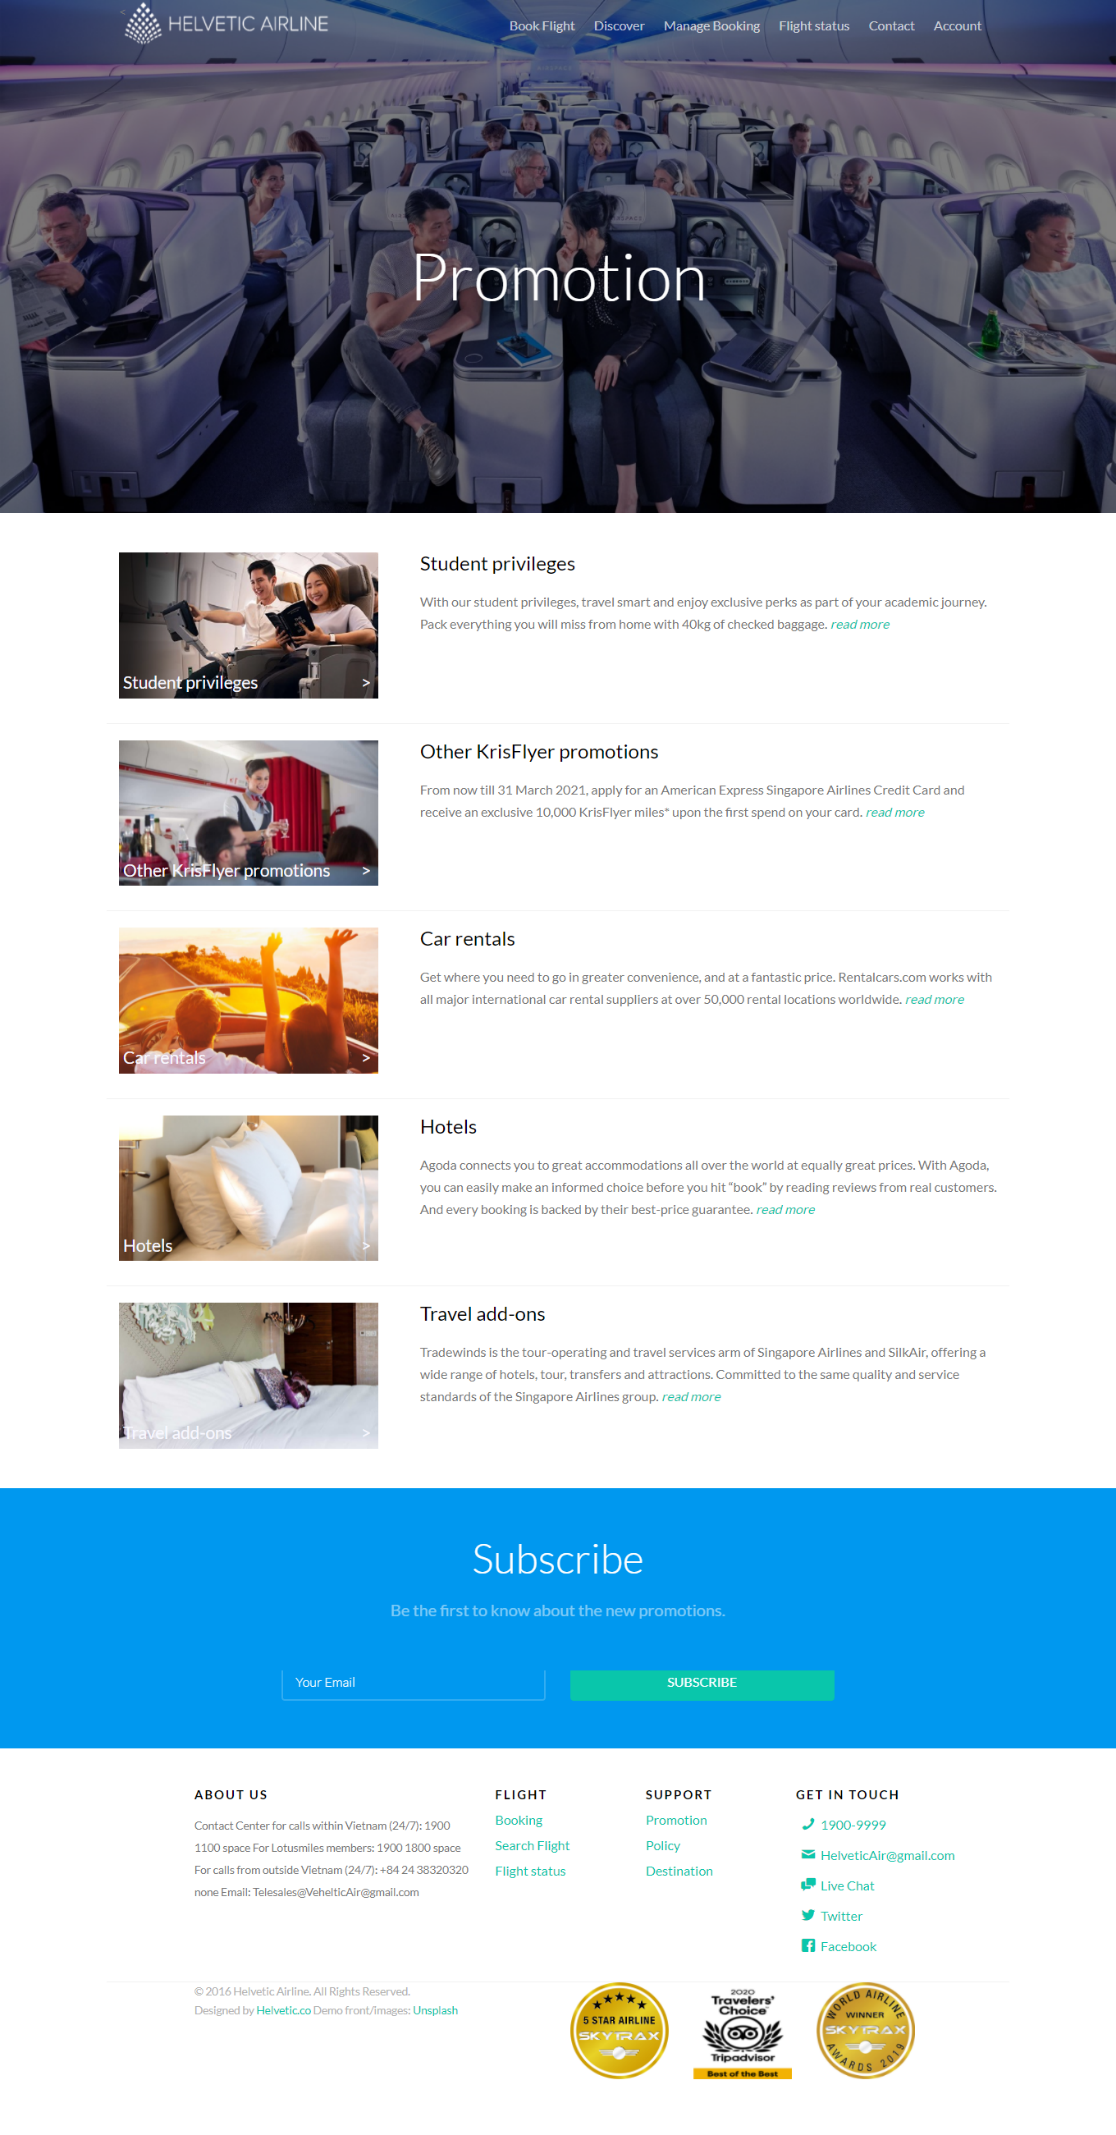 HELVETIC AIRLINE
Book Flight
Discover
Manage Booking
Flight status
Contact
Account
Promotion
Student privileges >
Student privileges
With our student privileges, travel smart and enjoy exclusive perks as part of your academic journey.
Pack everything you will miss from home with 40kg of checked baggage. read more
Other KrisFlyer promotions >
Other KrisFlyer promotions
From now till 31 March 2021, apply for an American Express Singapore Airlines Credit Card and
receive an exclusive 10,000 KrisFlyer miles* upon the first spend on your card. read more
Car rentals >
Car rentals
Get where you need to go in greater convenience, and at a fantastic price. Rentalcars.com works with
all major international car rental suppliers at over 50,000 rental locations worldwide. read more
Hotels >
Hotels
Agoda connects you to great accommodations all over the world at equally great prices. With Agoda,
you can easily make an informed choice before you hit “book” by reading reviews from real customers.
And every booking is backed by their best-price guarantee. read more
Travel add-ons >
Travel add-ons
Tradewinds is the tour-operating and travel services arm of Singapore Airlines and SilkAir, offering a
wide range of hotels, tour, transfers and attractions. Committed to the same quality and service
standards of the Singapore Airlines group. read more
Subscribe
Be the first to know about the new promotions.
Your Email
SUBSCRIBE
ABOUT US
Contact Center for calls within Vietnam (24/7): 1900
1100 space For Lotusmiles members: 1900 1800 space
For calls from outside Vietnam (24/7): +84 24 38320320
none Email: Telesales@VehelticAir@gmail.com
FLIGHT
Booking
Search Flight
Flight status
SUPPORT
Promotion
Policy
Destination
GET IN TOUCH
1900-9999
HelveticAir@gmail.com
Live Chat
Twitter
Facebook
© 2016 Helvetic Airline. All Rights Reserved.
Designed by Helvetic.co Demo front/images: Unsplash
5 STAR AIRLINE
SKYTRAX
2020
Travelers'
Choice
Tripadvisor
Best of the Best
WORLD AIRLINE
WINNER
SKYTRAX
AWARDS 2019